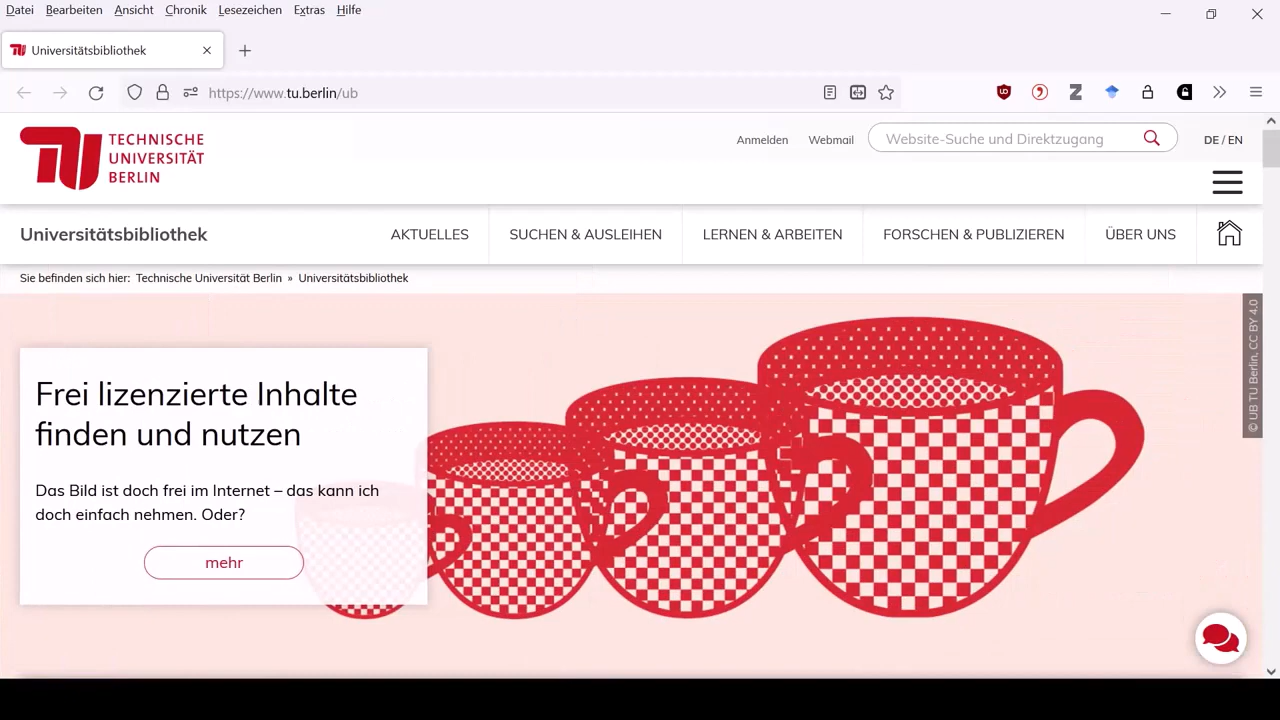 Datei Bearbeiten Ansicht Chronik Lesezeichen Extras Hilfe
Universitätsbibliothek
https://www.tu.berlin/ub
TECHNISCHE
UNIVERSITÄT
BERLIN
Anmelden Webmail Website-Suche und Direktzugang DE / EN
Universitätsbibliothek AKTUELLES SUCHEN & AUSLEIHEN LERNEN & ARBEITEN FORSCHEN & PUBLIZIEREN ÜBER UNS
Sie befinden sich hier: Technische Universität Berlin » Universitätsbibliothek
© UB TU Berlin, CC BY 4.0
Frei lizenzierte Inhalte
finden und nutzen
Das Bild ist doch frei im Internet – das kann ich
doch einfach nehmen. Oder?
mehr